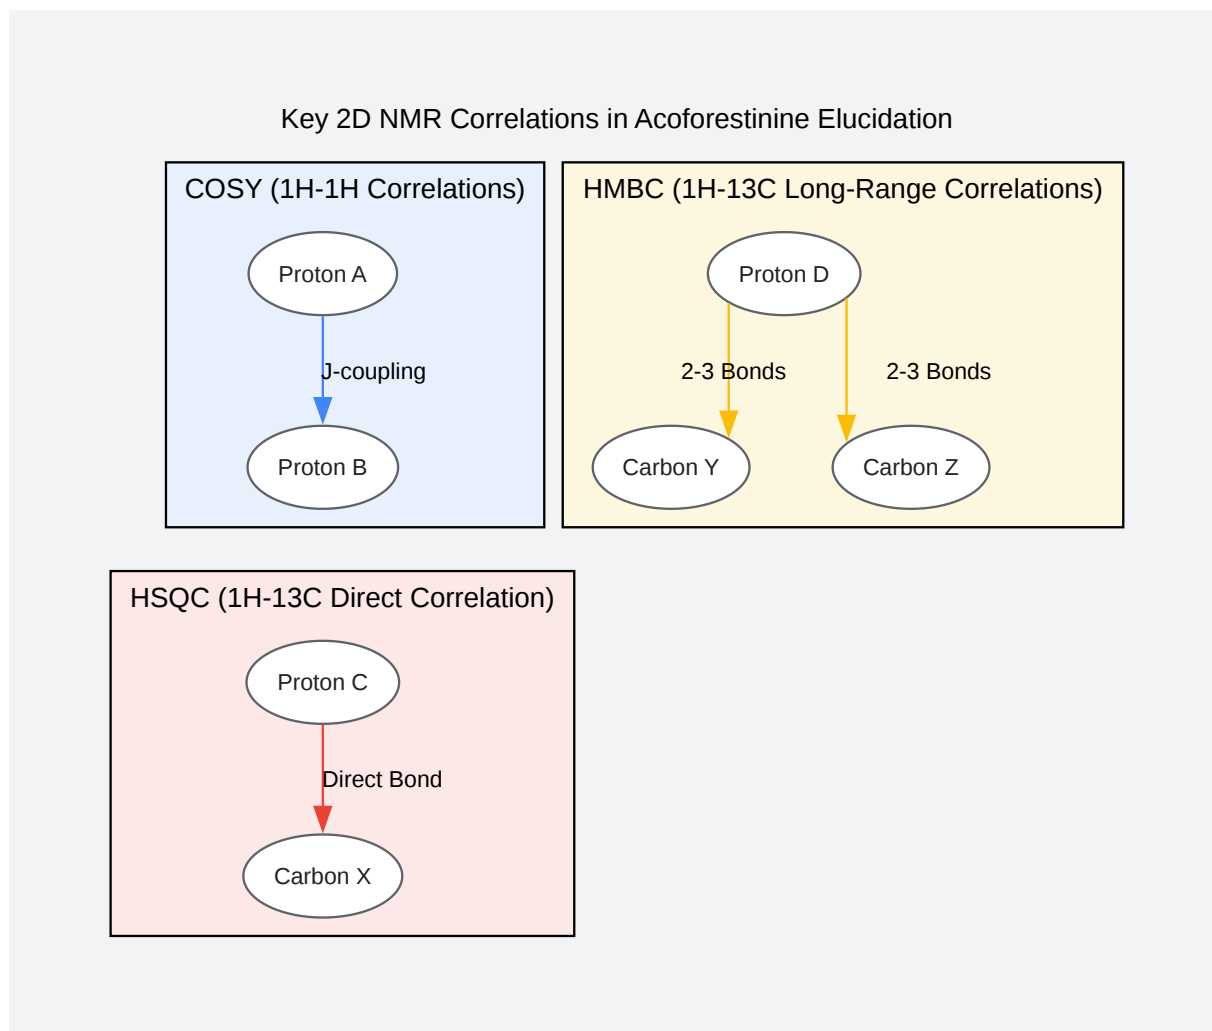 Key 2D NMR Correlations in Acoforestinine Elucidation
COSY (1H-1H Correlations)
Proton A
J-coupling
Proton B
HMBC (1H-13C Long-Range Correlations)
Proton D
2-3 Bonds
2-3 Bonds
Carbon Y
Carbon Z
HSQC (1H-13C Direct Correlation)
Proton C
Direct Bond
Carbon X